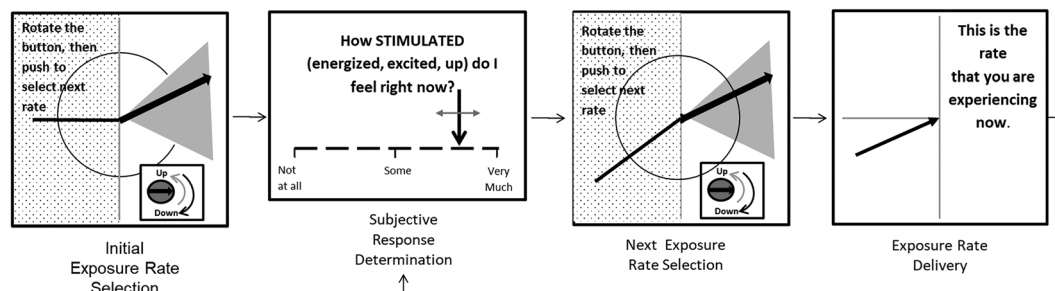 Rotate the
button, then
push to
select next
rate
Up
Down
Initial
Exposure Rate
Selection
How STIMULATED
(energized, excited, up) do I
feel right now?
Not
at all
Some
Very
Much
Subjective
Response
Determination
Rotate the
button, then
push to
select next
rate
Up
Down
Next Exposure
Rate Selection
This is the
rate
that you are
experiencing
now.
Exposure Rate
Delivery